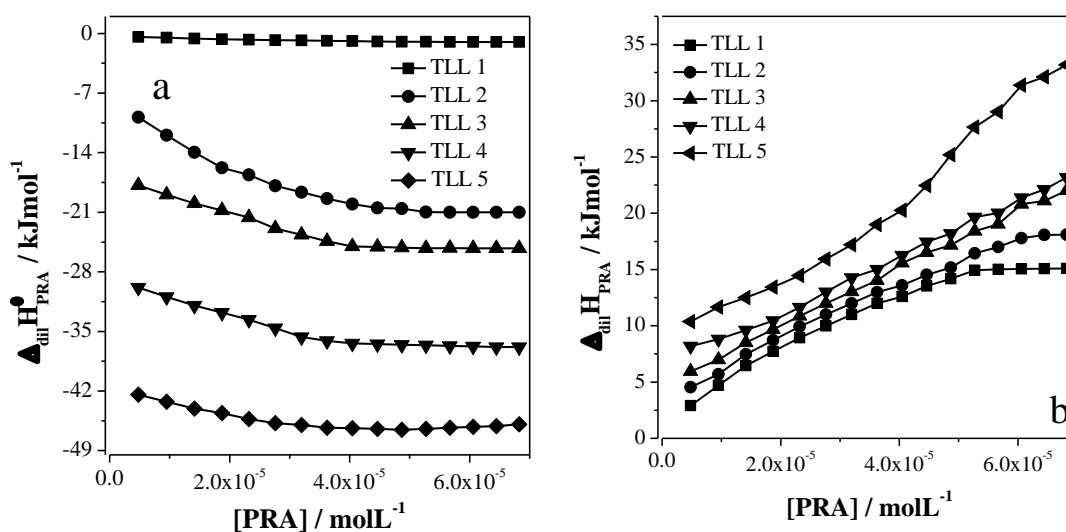 0
-7
-14
-21
-28
-35
-42
-49
0.0
2.0x10⁻⁵
4.0x10⁻⁵
6.0x10⁻⁵
[PRA] / molL⁻¹
Δ_dil H⁰_PRA / kJmol⁻¹
a
TLL 1
TLL 2
TLL 3
TLL 4
TLL 5
35
30
25
20
15
10
5
0
0.0
2.0x10⁻⁵
4.0x10⁻⁵
6.0x10⁻⁵
[PRA] / molL⁻¹
Δ_dil H_PRA / kJmol⁻¹
TLL 1
TLL 2
TLL 3
TLL 4
TLL 5
b